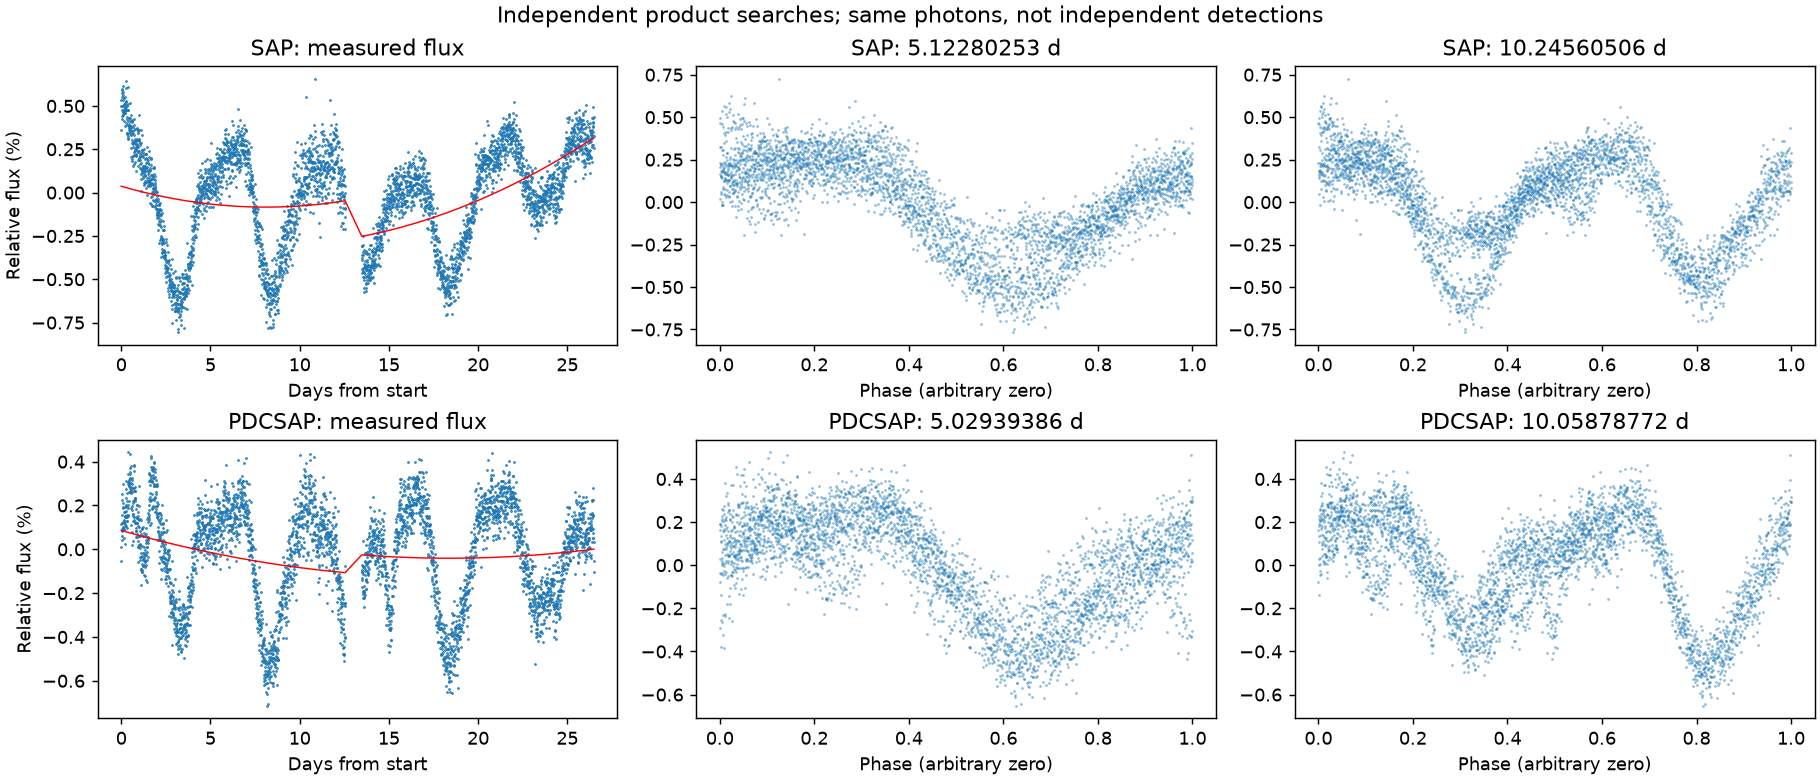 Independent product searches; same photons, not independent detections
SAP: measured flux
SAP: 5.12280253 d
SAP: 10.24560506 d
Relative flux (%)
0.50
0.25
0.00
−0.25
−0.50
−0.75
0 5 10 15 20 25
Days from start
0.75
0.50
0.25
0.00
−0.25
−0.50
−0.75
0.0 0.2 0.4 0.6 0.8 1.0
Phase (arbitrary zero)
0.75
0.50
0.25
0.00
−0.25
−0.50
−0.75
0.0 0.2 0.4 0.6 0.8 1.0
Phase (arbitrary zero)
PDCSAP: measured flux
PDCSAP: 5.02939386 d
PDCSAP: 10.05878772 d
Relative flux (%)
0.4
0.2
0.0
−0.2
−0.4
−0.6
0 5 10 15 20 25
Days from start
0.4
0.2
0.0
−0.2
−0.4
−0.6
0.0 0.2 0.4 0.6 0.8 1.0
Phase (arbitrary zero)
0.4
0.2
0.0
−0.2
−0.4
−0.6
0.0 0.2 0.4 0.6 0.8 1.0
Phase (arbitrary zero)